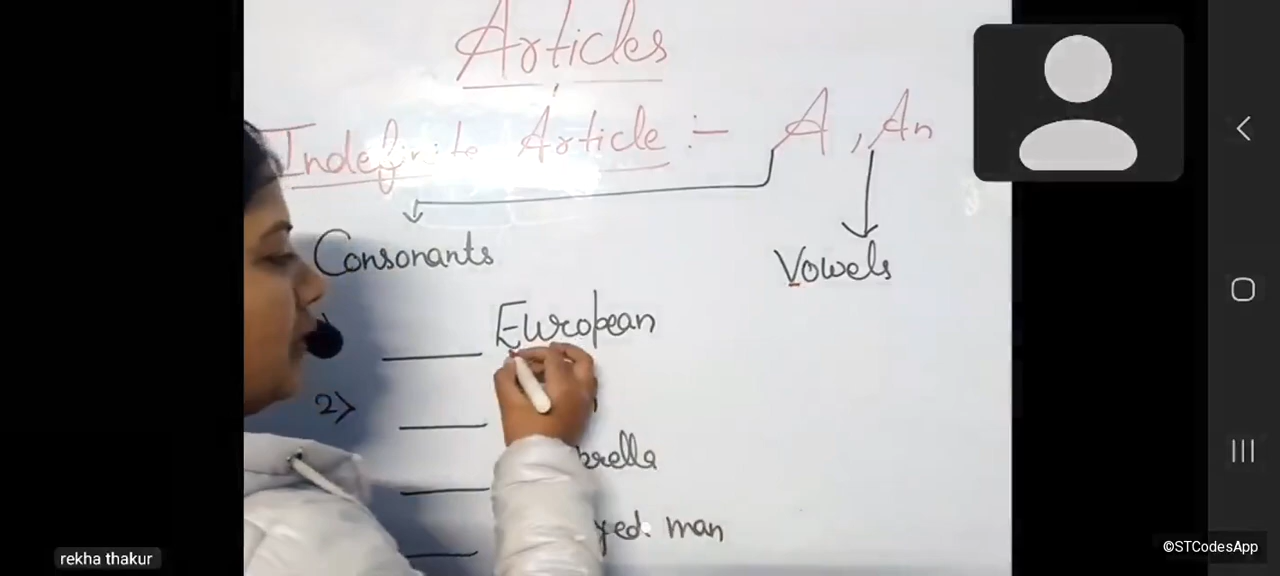 Articles
Indefinite Article :- A, An
Consonants
Vowels
European
2>
man
rekha thakur
©STCodesApp